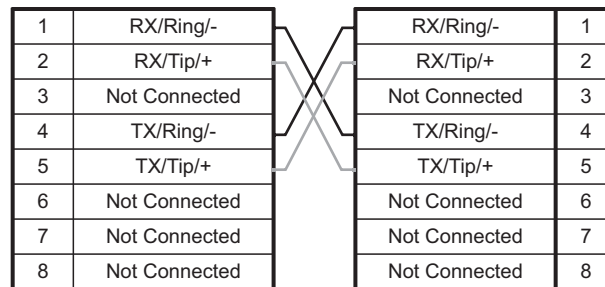 1 RX/Ring/- RX/Ring/- 1
2 RX/Tip/+ RX/Tip/+ 2
3 Not Connected Not Connected 3
4 TX/Ring/- TX/Ring/- 4
5 TX/Tip/+ TX/Tip/+ 5
6 Not Connected Not Connected 6
7 Not Connected Not Connected 7
8 Not Connected Not Connected 8